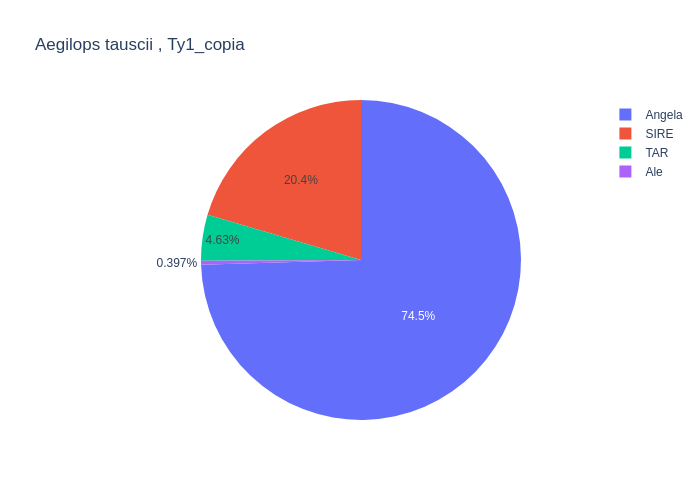 Aegilops tauscii , Ty1_copia
Angela
SIRE
TAR
Ale
20.4%
4.63%
0.397%
74.5%